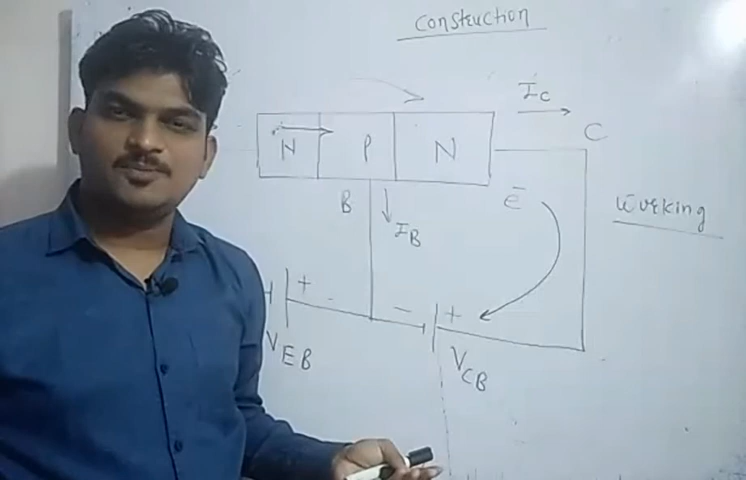 Construction
Ic
N P N
C
B
IB
ē
Working
+ - - +
VEB
VCB